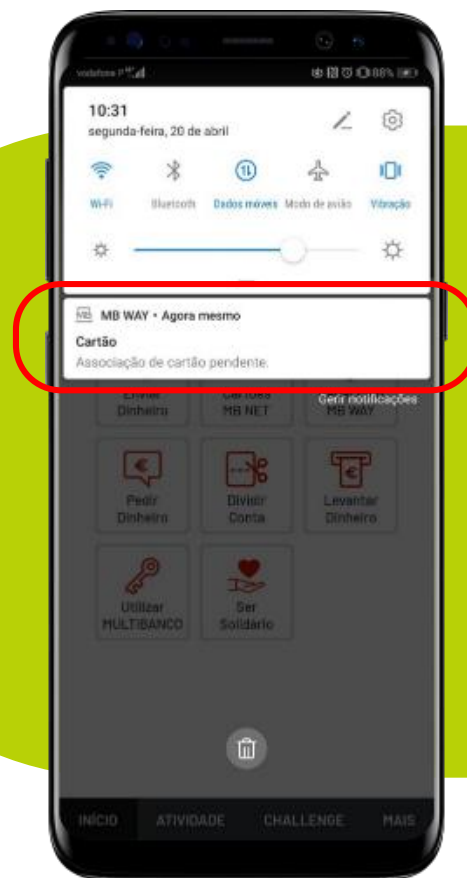 vodafone P
88%
10:31
segunda-feira, 20 de abril
Wi-Fi Bluetooth Dados móveis Modo de avião Vibração
MB WAY • Agora mesmo
Cartão
Associação de cartão pendente.
Gerir notificações
Enviar Dinheiro
Cartões MB NET
MB WAY
Pedir Dinheiro
Dividir Conta
Levantar Dinheiro
Utilizar MULTIBANCO
Ser Solidário
INÍCIO ATIVIDADE CHALLENGE MAIS